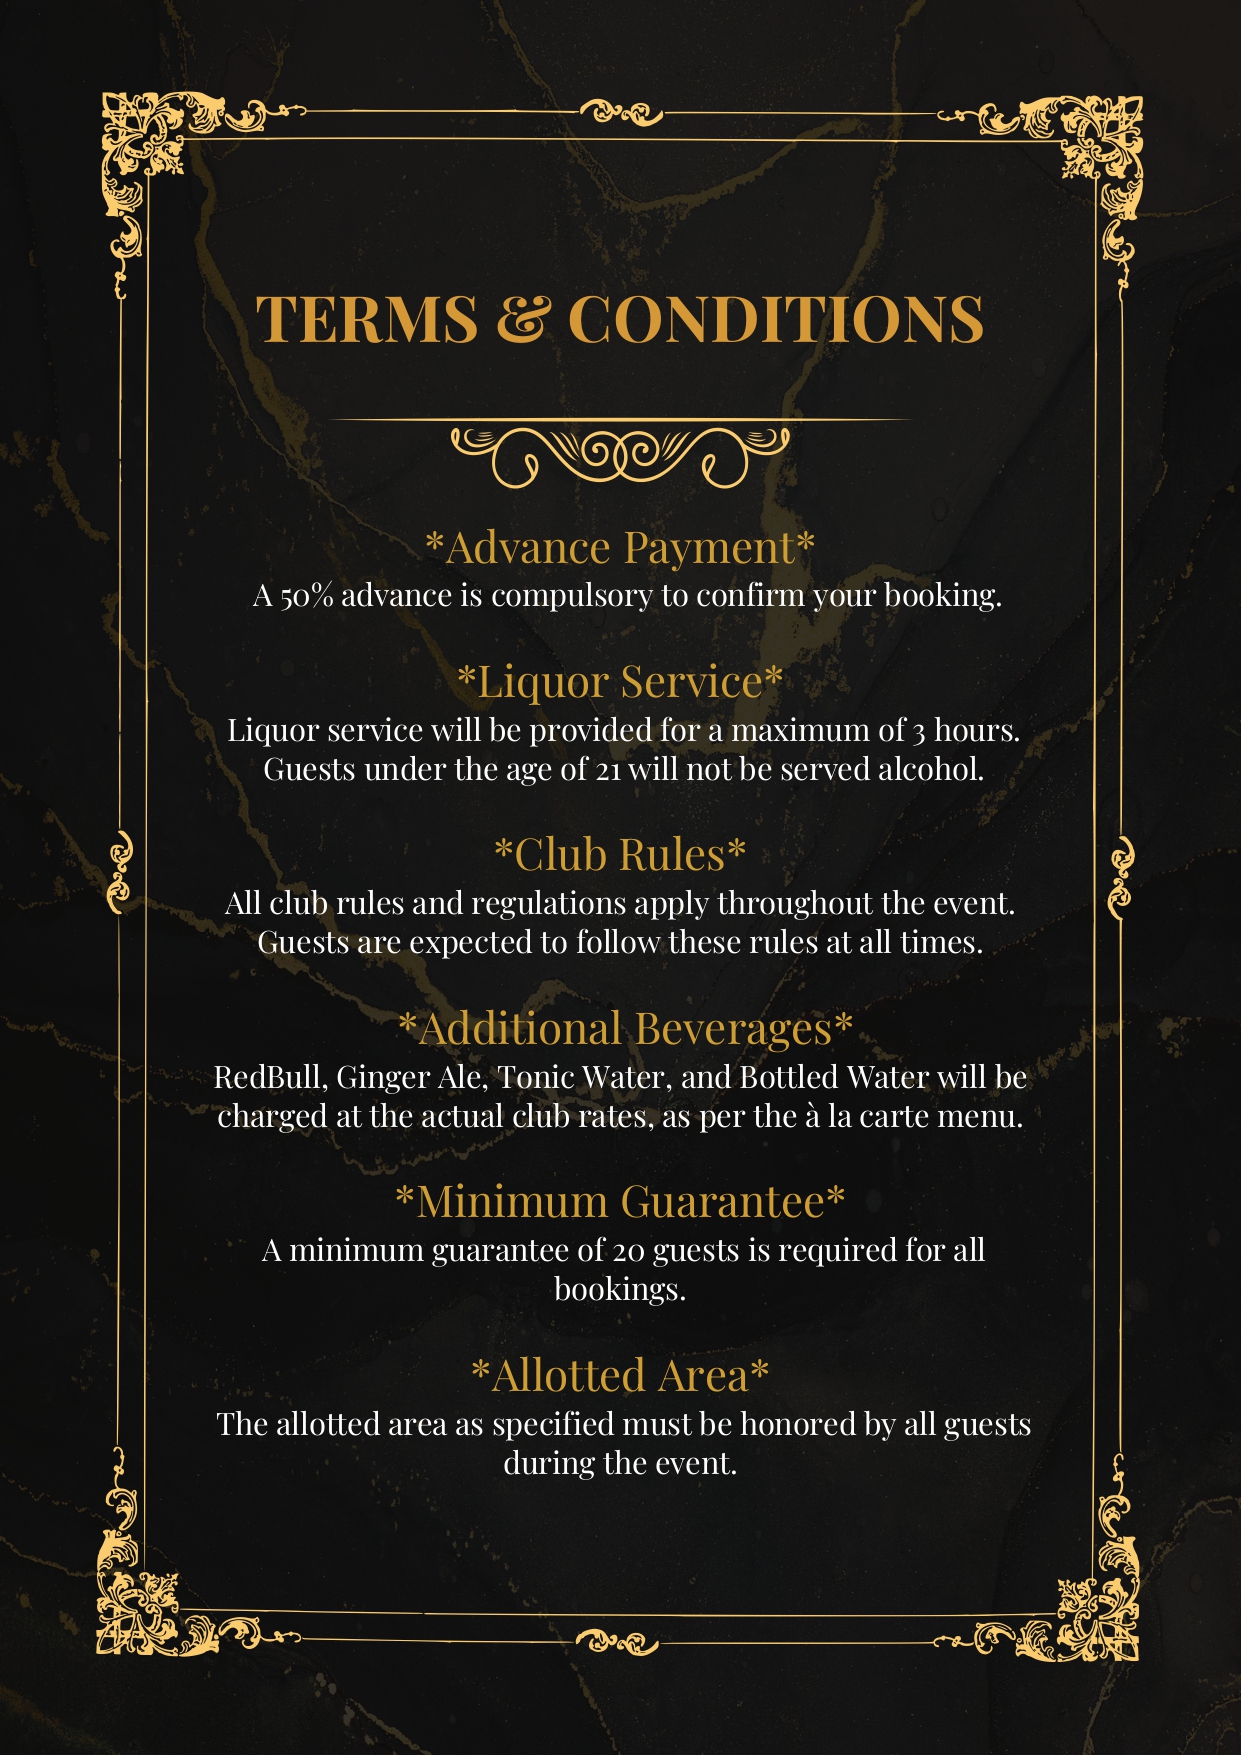 TERMS & CONDITIONS
*Advance Payment*
A 50% advance is compulsory to confirm your booking.
*Liquor Service*
Liquor service will be provided for a maximum of 3 hours.
Guests under the age of 21 will not be served alcohol.
*Club Rules*
All club rules and regulations apply throughout the event.
Guests are expected to follow these rules at all times.
*Additional Beverages*
RedBull, Ginger Ale, Tonic Water, and Bottled Water will be
charged at the actual club rates, as per the à la carte menu.
*Minimum Guarantee*
A minimum guarantee of 20 guests is required for all
bookings.
*Allotted Area*
The allotted area as specified must be honored by all guests
during the event.